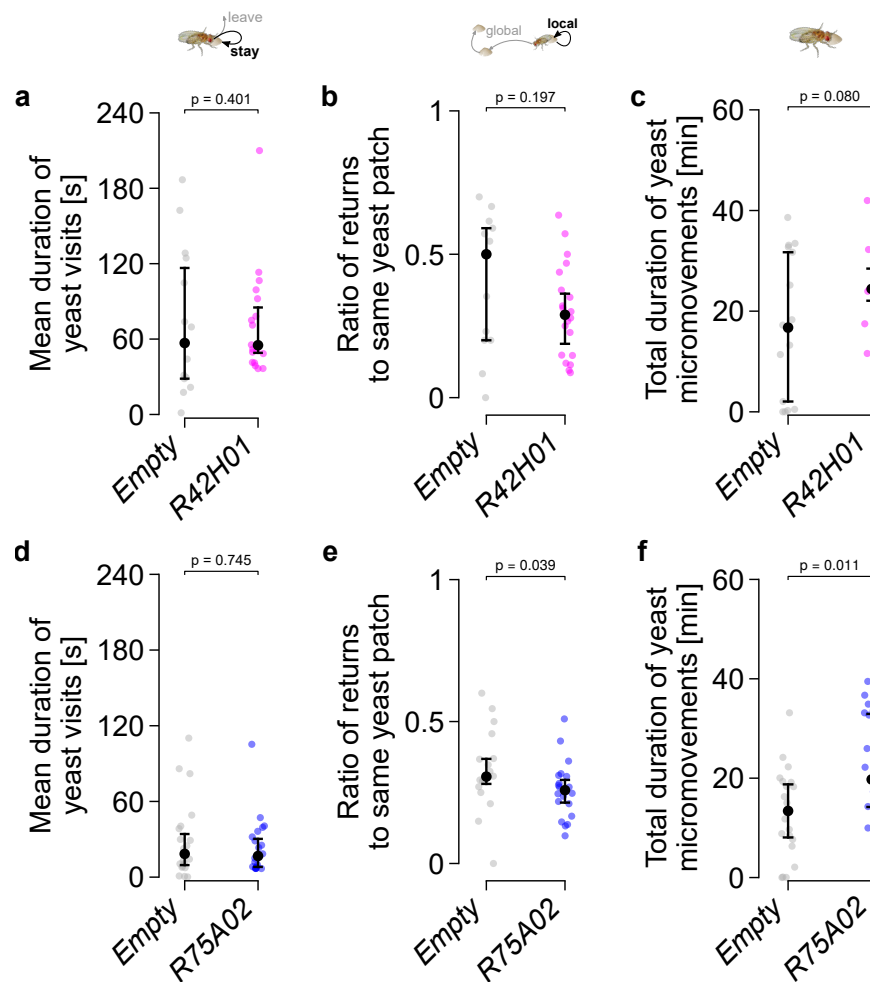 leave
stay
global
local
a
b
c
p = 0.401
p = 0.197
p = 0.080
Mean duration of
yeast visits [s]
240
180
120
60
0
Ratio of returns
to same yeast patch
1
0.5
0
Total duration of yeast
micromovements [min]
60
40
20
0
Empty
R42H01
Empty
R42H01
Empty
R42H01
d
e
f
p = 0.745
p = 0.039
p = 0.011
Mean duration of
yeast visits [s]
240
180
120
60
0
Ratio of returns
to same yeast patch
1
0.5
0
Total duration of yeast
micromovements [min]
60
40
20
0
Empty
R75A02
Empty
R75A02
Empty
R75A02